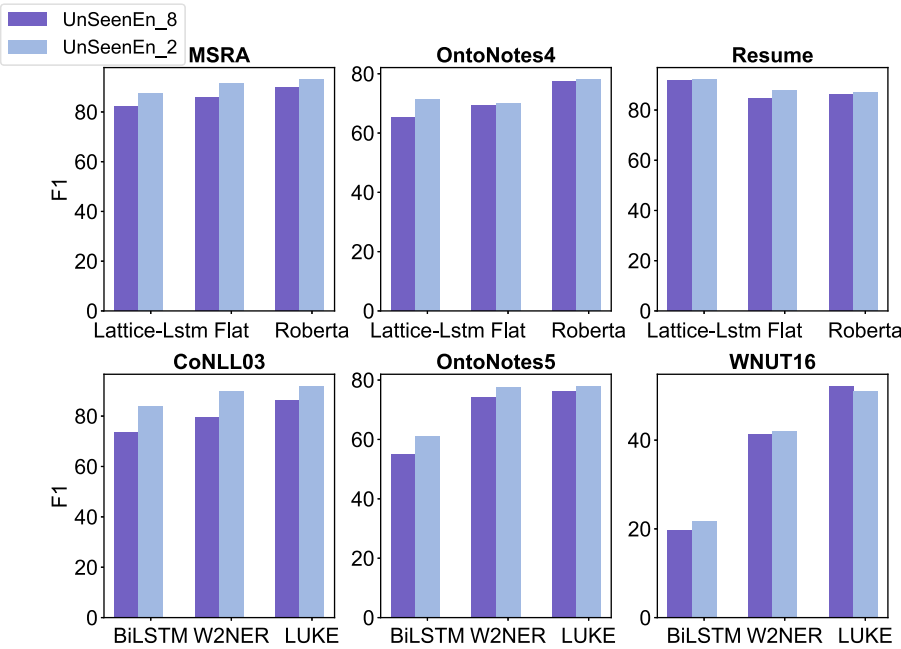 UnSeenEn_8
UnSeenEn_2
MSRA
OntoNotes4
Resume
F1
80
60
40
20
0
80
60
40
20
0
80
60
40
20
0
Lattice-Lstm Flat Roberta
Lattice-Lstm Flat Roberta
Lattice-Lstm Flat Roberta
CoNLL03
OntoNotes5
WNUT16
F1
80
60
40
20
0
80
60
40
20
0
40
20
0
BiLSTM W2NER LUKE
BiLSTM W2NER LUKE
BiLSTM W2NER LUKE